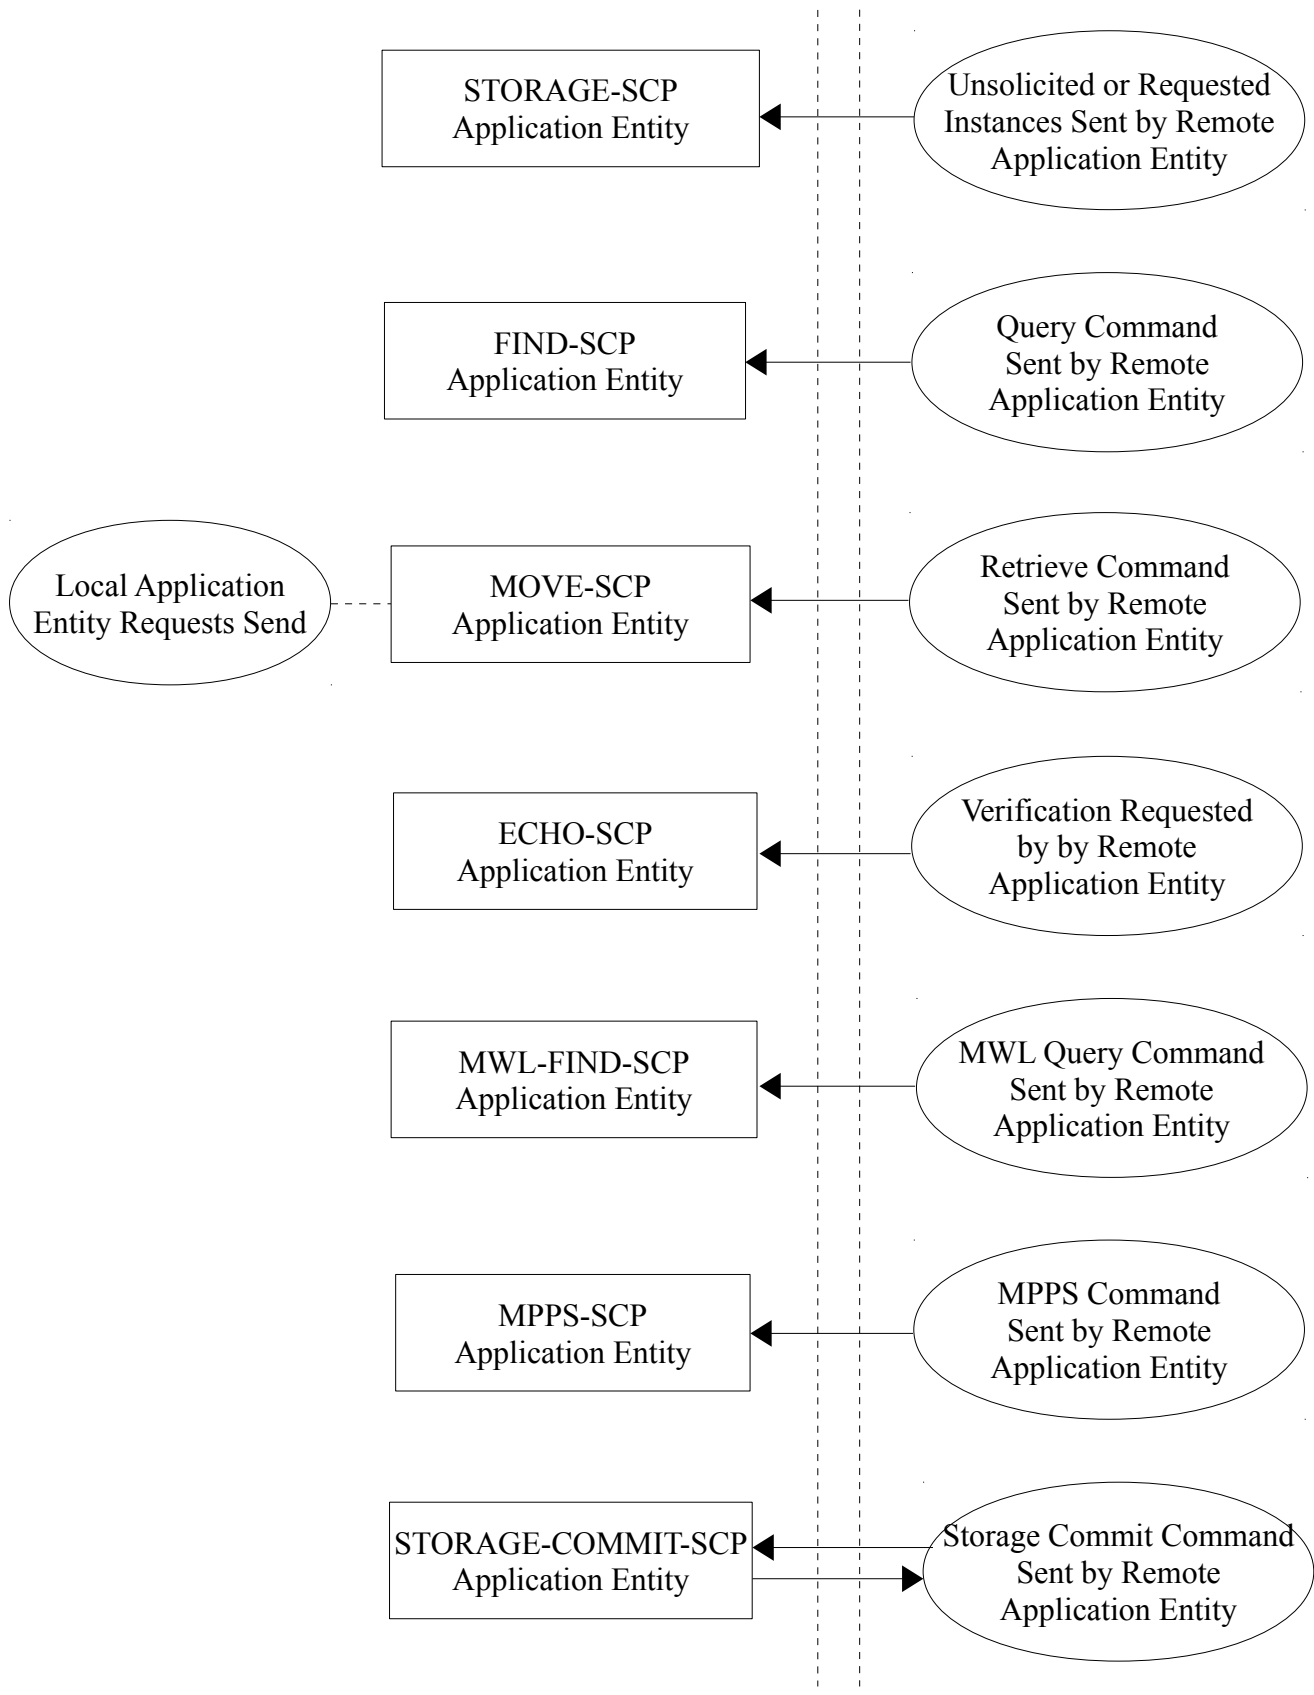 STORAGE-SCP
Application Entity
Unsolicited or Requested
Instances Sent by Remote
Application Entity
FIND-SCP
Application Entity
Query Command
Sent by Remote
Application Entity
Local Application
Entity Requests Send
MOVE-SCP
Application Entity
Retrieve Command
Sent by Remote
Application Entity
ECHO-SCP
Application Entity
Verification Requested
by by Remote
Application Entity
MWL-FIND-SCP
Application Entity
MWL Query Command
Sent by Remote
Application Entity
MPPS-SCP
Application Entity
MPPS Command
Sent by Remote
Application Entity
STORAGE-COMMIT-SCP
Application Entity
Storage Commit Command
Sent by Remote
Application Entity